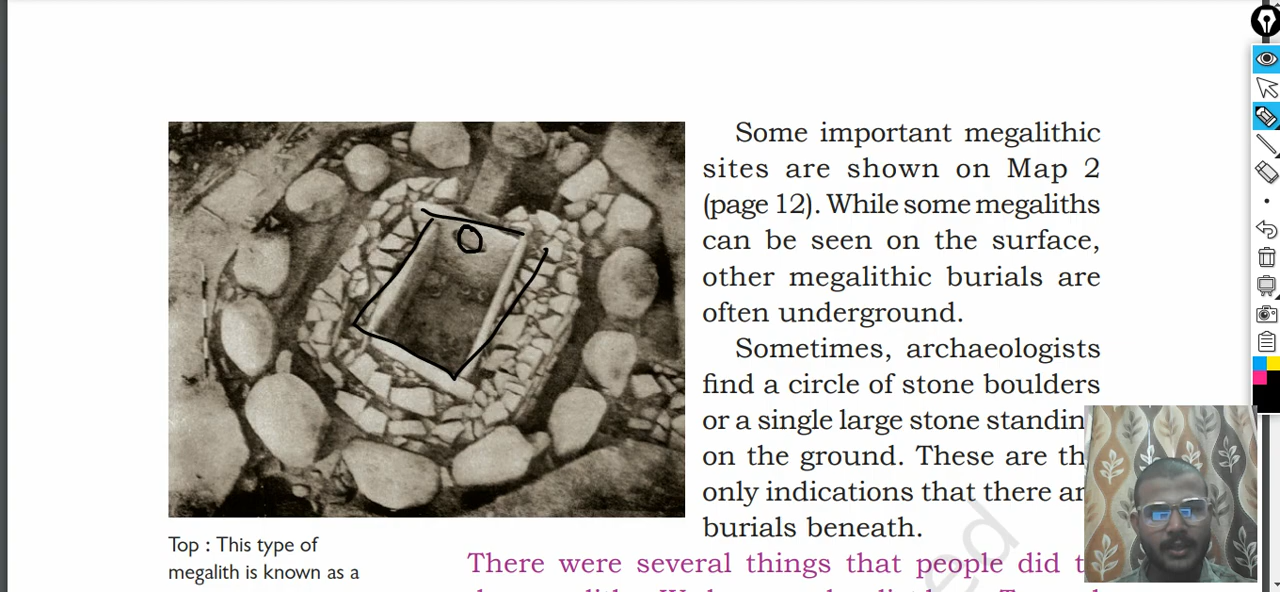 Some important megalithic
sites are shown on Map 2
(page 12). While some megaliths
can be seen on the surface,
other megalithic burials are
often underground.
Sometimes, archaeologists
find a circle of stone boulders
or a single large stone standin
on the ground. These are th
only indications that there ar
burials beneath.
Top : This type of
megalith is known as a
There were several things that people did t